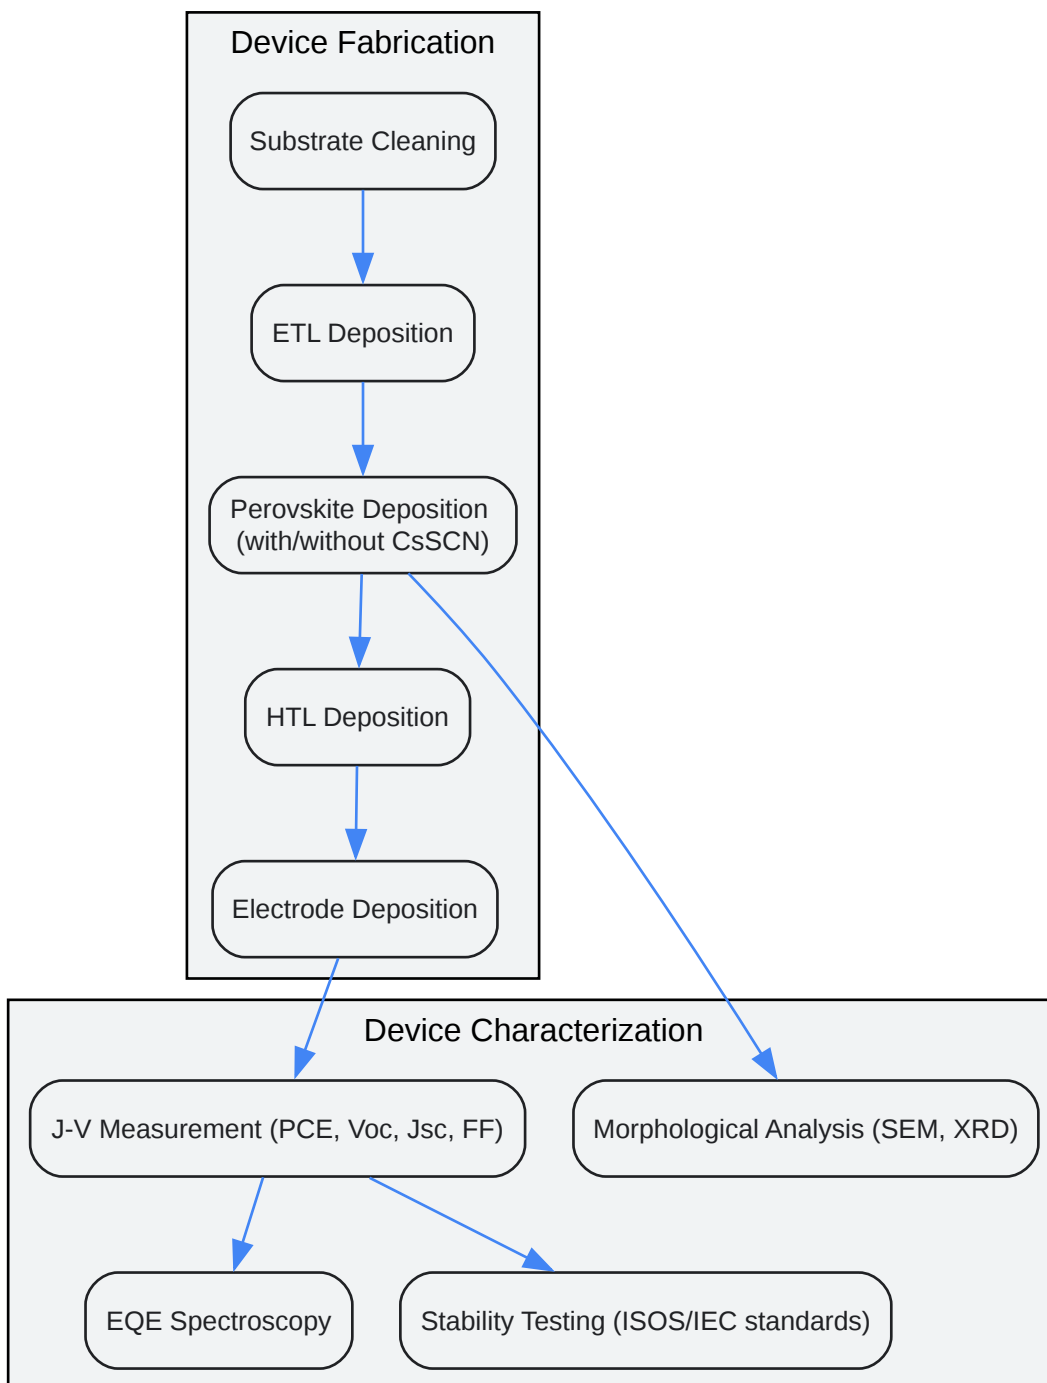 Device Fabrication
Substrate Cleaning
ETL Deposition
Perovskite Deposition
(with/without CsSCN)
HTL Deposition
Electrode Deposition
Device Characterization
J-V Measurement (PCE, Voc, Jsc, FF)
Morphological Analysis (SEM, XRD)
EQE Spectroscopy
Stability Testing (ISOS/IEC standards)